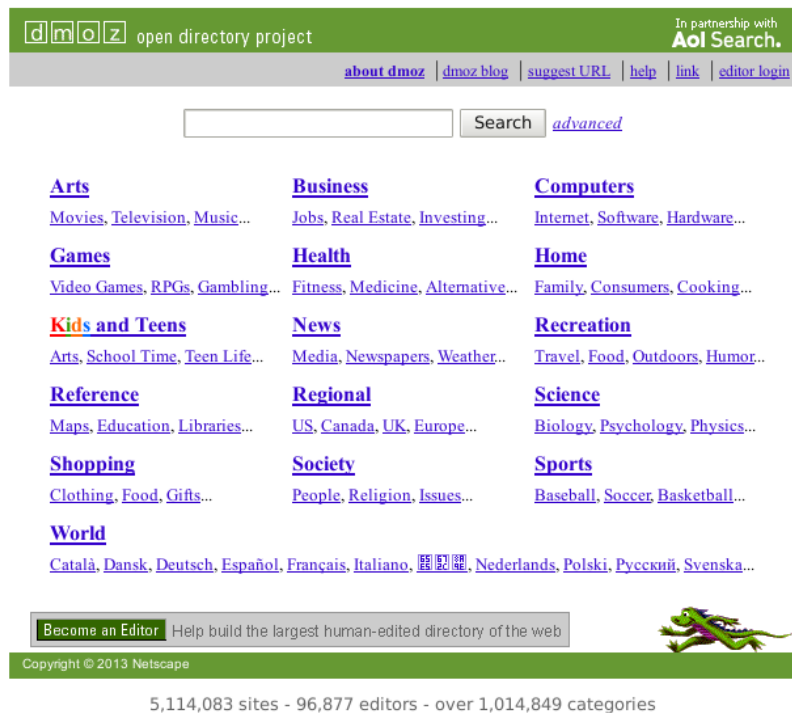 dmoz open directory project
In partnership with
Aol Search.
about dmoz | dmoz blog | suggest URL | help | link | editor login
Search advanced
Arts Business Computers
Movies, Television, Music... Jobs, Real Estate, Investing... Internet, Software, Hardware...
Games Health Home
Video Games, RPGs, Gambling... Fitness, Medicine, Alternative... Family, Consumers, Cooking...
Kids and Teens News Recreation
Arts, School Time, Teen Life... Media, Newspapers, Weather... Travel, Food, Outdoors, Humor...
Reference Regional Science
Maps, Education, Libraries... US, Canada, UK, Europe... Biology, Psychology, Physics...
Shopping Society Sports
Clothing, Food, Gifts... People, Religion, Issues... Baseball, Soccer, Basketball...
World
Català, Dansk, Deutsch, Español, Français, Italiano, Nederlands, Polski, Русский, Svenska...
Become an Editor Help build the largest human-edited directory of the web
Copyright © 2013 Netscape
5,114,083 sites - 96,877 editors - over 1,014,849 categories